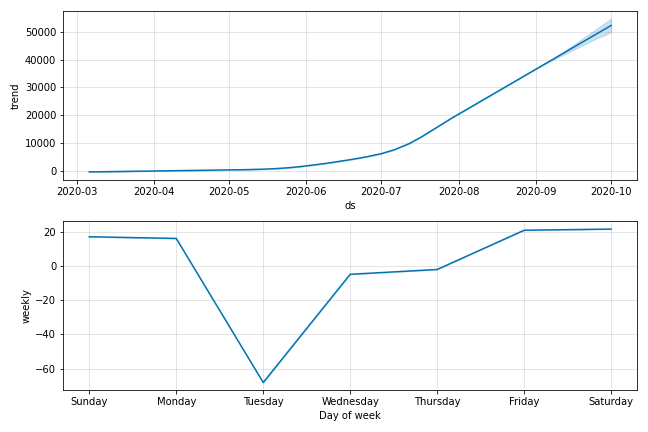 50000
40000
30000
20000
10000
0
trend
2020-03 2020-04 2020-05 2020-06 2020-07 2020-08 2020-09 2020-10
ds
20
0
−20
−40
−60
weekly
Sunday Monday Tuesday Wednesday Thursday Friday Saturday
Day of week